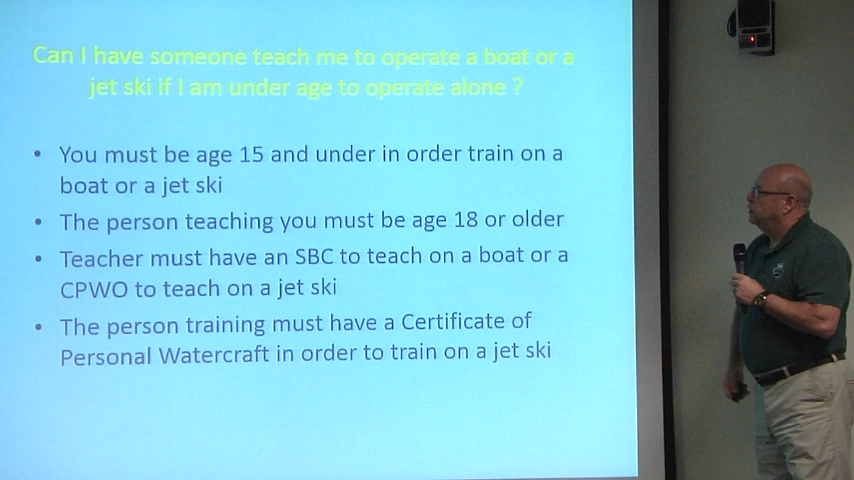 Can I have someone teach me to operate a boat or a
jet ski if I am under age to operate alone ?
• You must be age 15 and under in order train on a
boat or a jet ski
• The person teaching you must be age 18 or older
• Teacher must have an SBC to teach on a boat or a
CPWO to teach on a jet ski
• The person training must have a Certificate of
Personal Watercraft in order to train on a jet ski